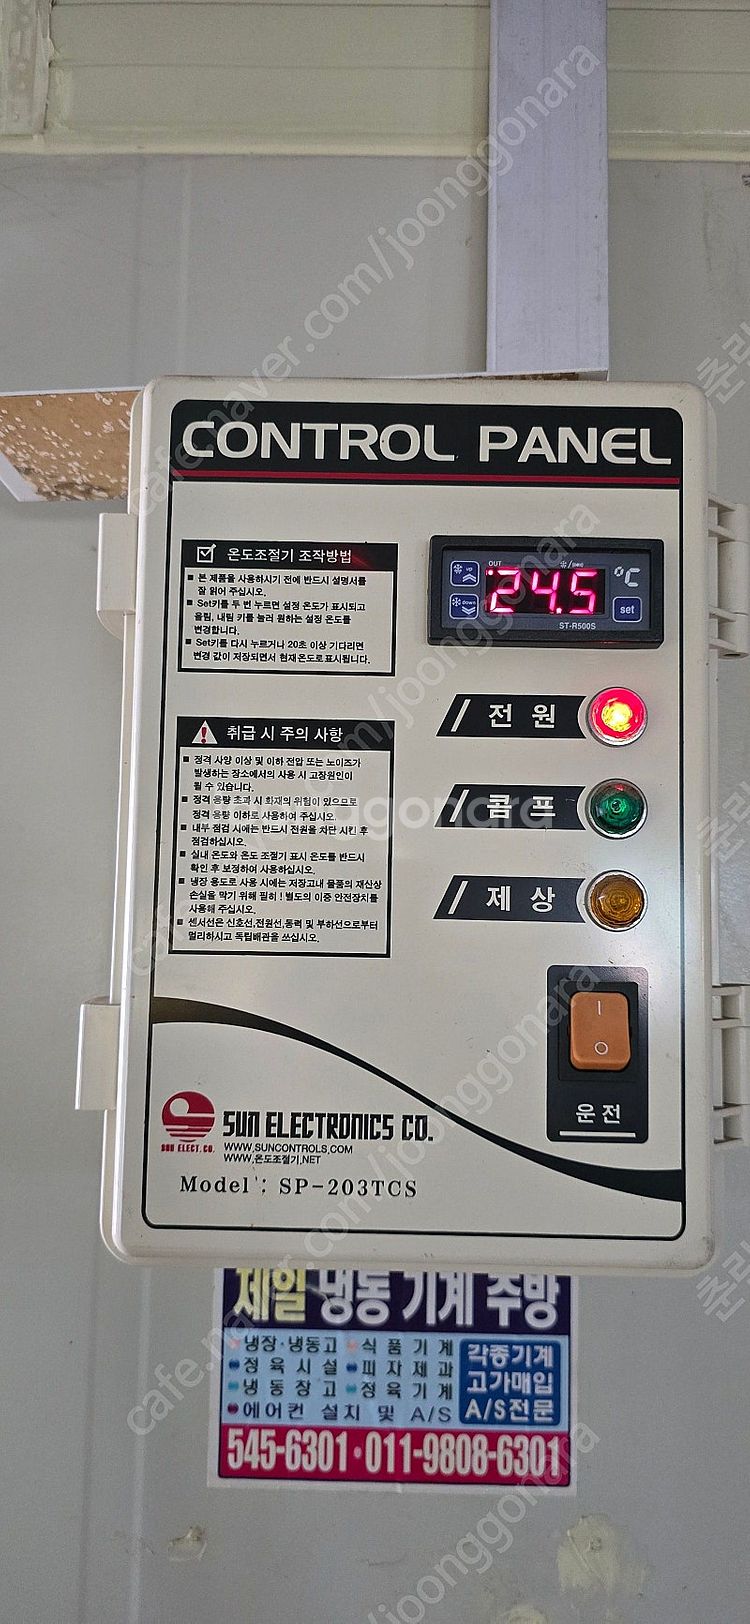 CONTROL PANEL
온도조절기 조작방법
■ 본 제품을 사용하시기 전에 반드시 설명서를
잘 읽어 주십시오.
■ Set키를 두 번 누르면 설정 온도가 표시되고
올림, 내림 키를 눌러 원하는 설정 온도를
변경합니다.
■ Set키를 다시 누르거나 20초 이상 기다리면
변경 값이 저장되면서 현재온도로표시됩니다.
OUT
up
24.5
℃
down
set
ST-R500S
전원
취급 시 주의 사항
■ 정격 사양 이상 및 이하 전압 또는 노이즈가
발생하는 장소에서의 사용 시 고장원인이
될 수 있습니다.
■ 정격 용량 초과 시 화재의 위험이 있으므로
정격 용량 이하로 사용하여 주십시오.
■ 내부 점검 시에는 반드시 전원을 차단 시킨 후
점검하십시오.
■ 실내 온도와 온도 조절기 표시 온도를 반드시
확인 후 보정하여 사용하십시오.
■ 냉장 용도로 사용 시에는 저장고내 물품의 재산상
손실을 막기 위해 필히 ! 별도의 이중 안전장치를
사용해 주십시오.
■ 센서선은 신호선,전원선,동력 및 부하선으로부터
멀리하시고 독립배관을 쓰십시오.
콤프
제상
운전
SUN ELECT. CO.
SUN ELECTRONICS CO.
WWW.SUNCONTROLS.COM
WWW.온도조절기.NET
Model : SP-203TCS
제일 냉동 기계 주방
냉장·냉동고 식품기계
정육시설 피자제과
냉동창고 정육기계
에어컨 설치 및 A/S
각종기계
고가매입
A/S전문
545-6301·011-9808-6301
cafe.naver.com/joonggonara